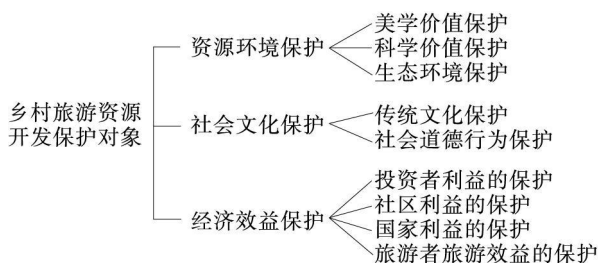 乡村旅游资源
开发保护对象
资源环境保护
美学价值保护
科学价值保护
生态环境保护
社会文化保护
传统文化保护
社会道德行为保护
经济效益保护
投资者利益的保护
社区利益的保护
国家利益的保护
旅游者旅游效益的保护